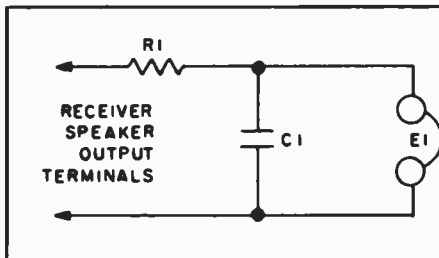 R1
RECEIVER
SPEAKER
OUTPUT
TERMINALS
C1
E1